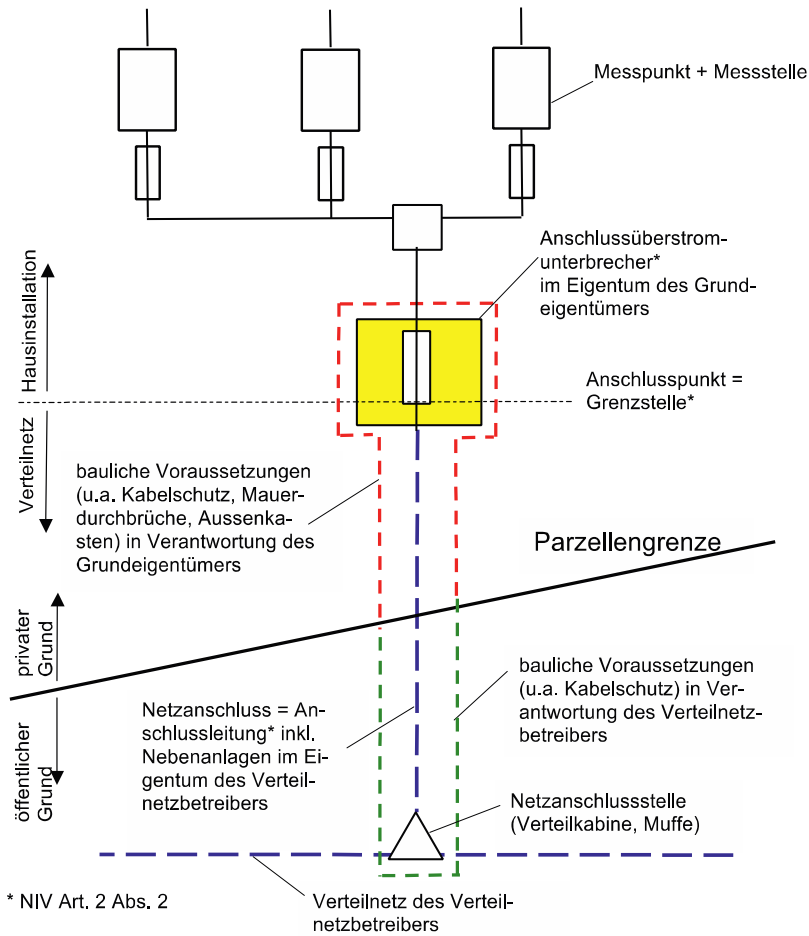 Messpunkt + Messstelle
Anschlussüberstrom-
unterbrecher*
im Eigentum des Grund-
eigentümers
Hausinstallation
Anschlusspunkt =
Grenzstelle*
Verteilnetz
bauliche Voraussetzungen
(u.a. Kabelschutz, Mauer-
durchbrüche, Aussenka-
sten) in Verantwortung des
Grundeigentümers
Parzellengrenze
privater
Grund
bauliche Voraussetzungen
(u.a. Kabelschutz) in Ver-
antwortung des Verteilnetz-
betreibers
Netzanschluss = An-
schlussleitung* inkl.
Nebenanlagen im Ei-
gentum des Verteil-
netzbetreibers
öffentlicher
Grund
Netzanschlussstelle
(Verteilkabine, Muffe)
* NIV Art. 2 Abs. 2
Verteilnetz des Verteil-
netzbetreibers